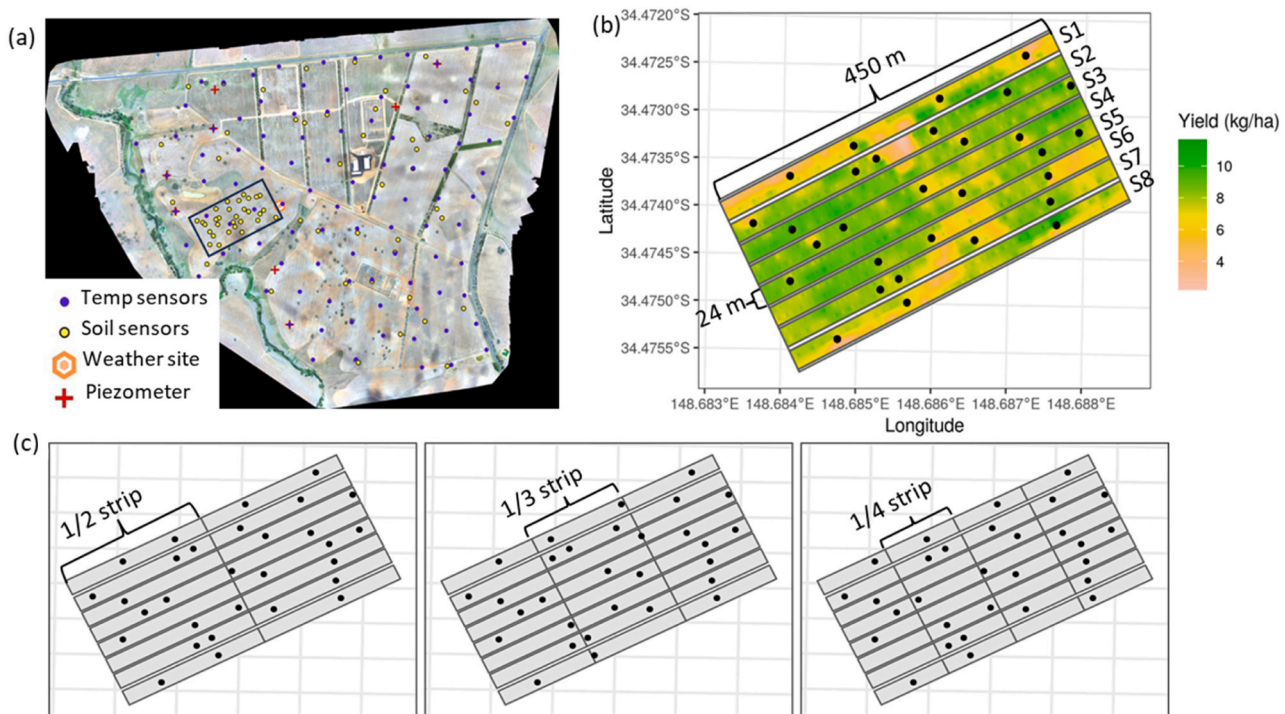 (a)
Temp sensors
Soil sensors
Weather site
Piezometer
(b)
34.4720°S
34.4725°S
34.4730°S
34.4735°S
34.4740°S
34.4745°S
34.4750°S
34.4755°S
Latitude
450 m
24 m
S1
S2
S3
S4
S5
S6
S7
S8
148.683°E 148.684°E 148.685°E 148.686°E 148.687°E 148.688°E
Longitude
Yield (kg/ha)
10
8
6
4
(c)
1/2 strip
1/3 strip
1/4 strip